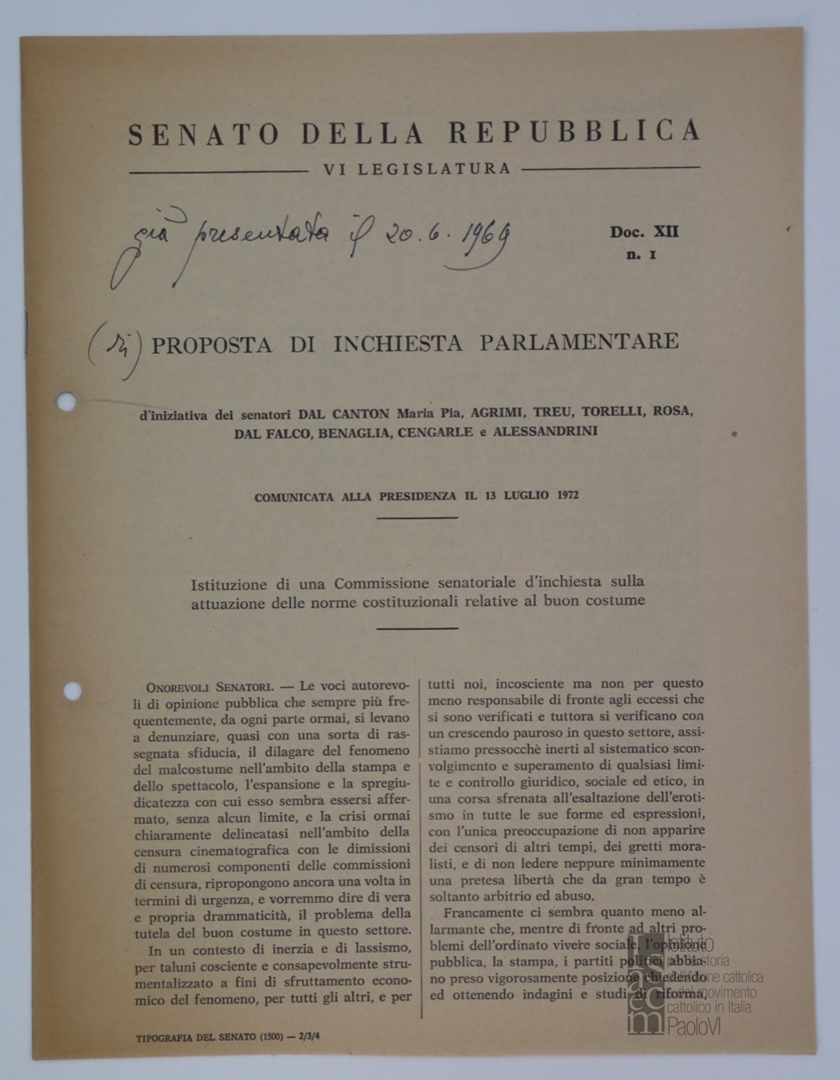 SENATO DELLA REPUBBLICA
VI LEGISLATURA
già presentata il 20.6.1969
Doc. XII
n. 1
(Ri) PROPOSTA DI INCHIESTA PARLAMENTARE
d'iniziativa dei senatori DAL CANTON Maria Pia, AGRIMI, TREU, TORELLI, ROSA,
DAL FALCO, BENAGLIA, CENGARLE e ALESSANDRINI
COMUNICATA ALLA PRESIDENZA IL 13 LUGLIO 1972
Istituzione di una Commissione senatoriale d'inchiesta sulla
attuazione delle norme costituzionali relative al buon costume
ONOREVOLI SENATORI. — Le voci autorevo-
li di opinione pubblica che sempre più fre-
quentemente, da ogni parte ormai, si levano
a denunziare, quasi con una sorta di ras-
segnata sfiducia, il dilagare del fenomeno
del malcostume nell'ambito della stampa e
dello spettacolo, l'espansione e la spregiu-
dicatezza con cui esso sembra essersi affer-
mato, senza alcun limite, e la crisi ormai
chiaramente delineatasi nell'ambito della
censura cinematografica con le dimissioni
di numerosi componenti delle commissioni
di censura, ripropongono ancora una volta in
termini di urgenza, e vorremmo dire di vera
e propria drammaticità, il problema della
tutela del buon costume in questo settore.
In un contesto di inerzia e di lassismo,
per taluni cosciente e consapevolmente stru-
mentalizzato a fini di sfruttamento econo-
mico del fenomeno, per tutti gli altri, e per
tutti noi, incosciente ma non per questo
meno responsabile di fronte agli eccessi che
si sono verificati e tuttora si verificano con
un crescendo pauroso in questo settore, assi-
stiamo pressocchè inerti al sistematico scon-
volgimento e superamento di qualsiasi limi-
te e controllo giuridico, sociale ed etico, in
una corsa sfrenata all'esaltazione dell'eroti-
smo in tutte le sue forme ed espressioni,
con l'unica preoccupazione di non apparire
dei censori di altri tempi, dei gretti mora-
listi, e di non ledere neppure minimamente
una pretesa libertà che da gran tempo è
soltanto arbitrio ed abuso.
Francamente ci sembra quanto meno al-
larmante che, mentre di fronte ad altri pro-
blemi dell'ordinato vivere sociale, l'opinione
pubblica, la stampa, i partiti politici abbia-
no preso vigorosamente posizione chiedendo
ed ottenendo indagini e studi di riforma,
TIPOGRAFIA DEL SENATO (1500) — 2/3/4
Istituto
per la storia
dell'azione cattolica
e del movimento
cattolico in Italia
PaoloVI